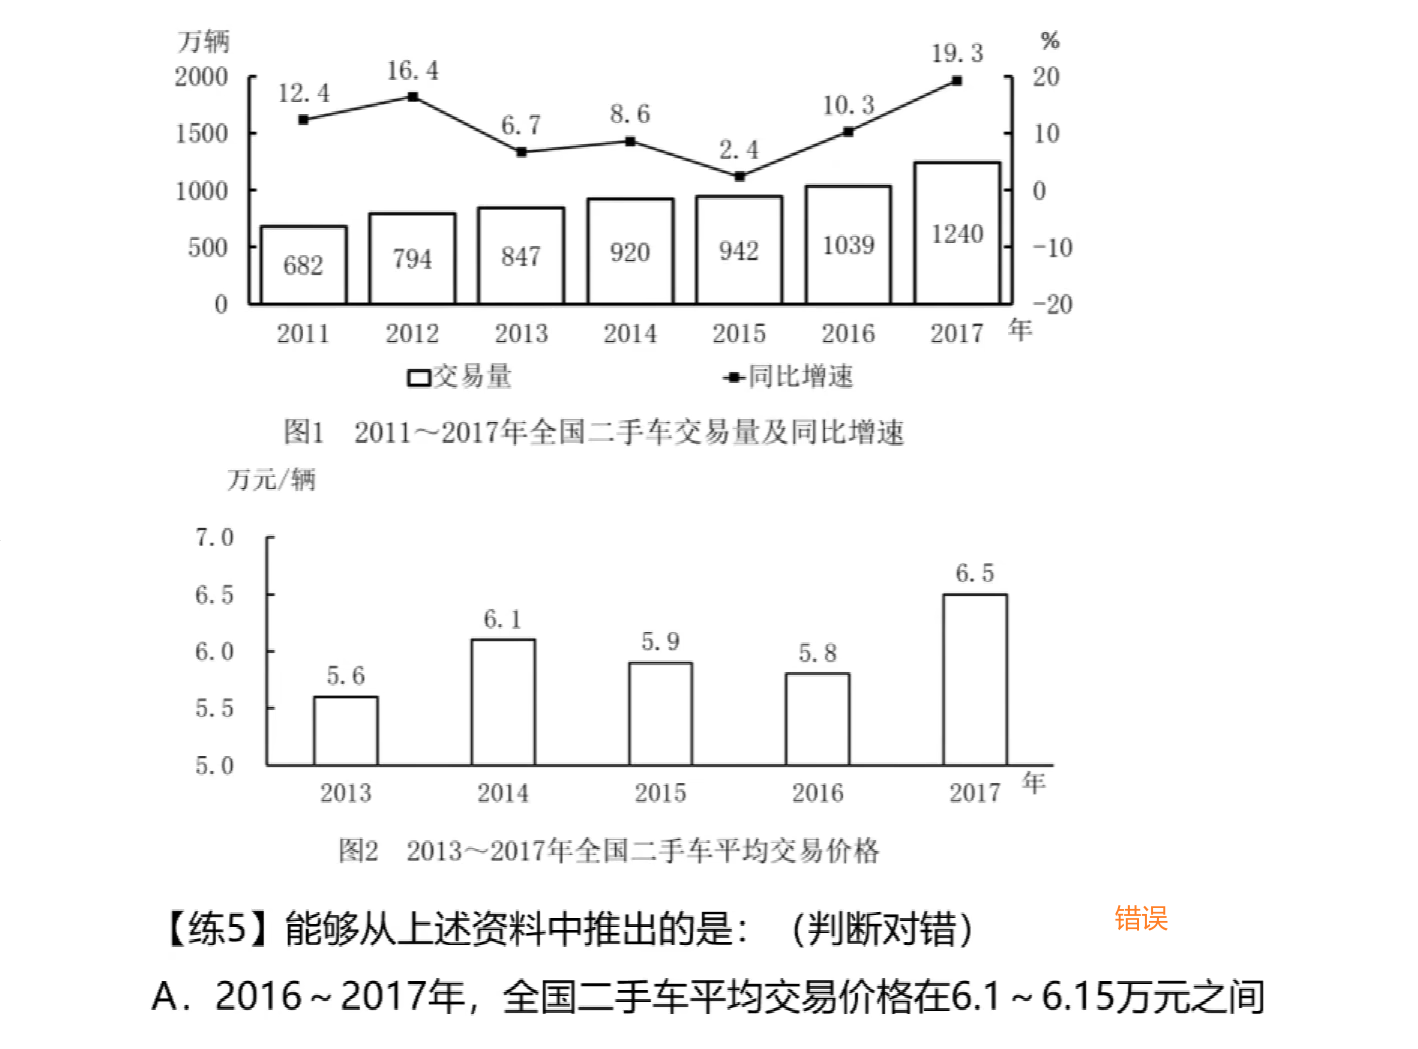 万辆 %
2000 12.4 16.4 6.7 8.6 2.4 10.3 19.3 20
1500 10
1000 0
500 682 794 847 920 942 1039 1240 -10
0 -20
2011 2012 2013 2014 2015 2016 2017 年
交易量 同比增速
图1 2011～2017年全国二手车交易量及同比增速
万元/辆
7.0
6.5 5.6 6.1 5.9 5.8 6.5
6.0
5.5
5.0
2013 2014 2015 2016 2017 年
图2 2013～2017年全国二手车平均交易价格
【练5】能够从上述资料中推出的是：（判断对错） 错误
A．2016～2017年，全国二手车平均交易价格在6.1～6.15万元之间